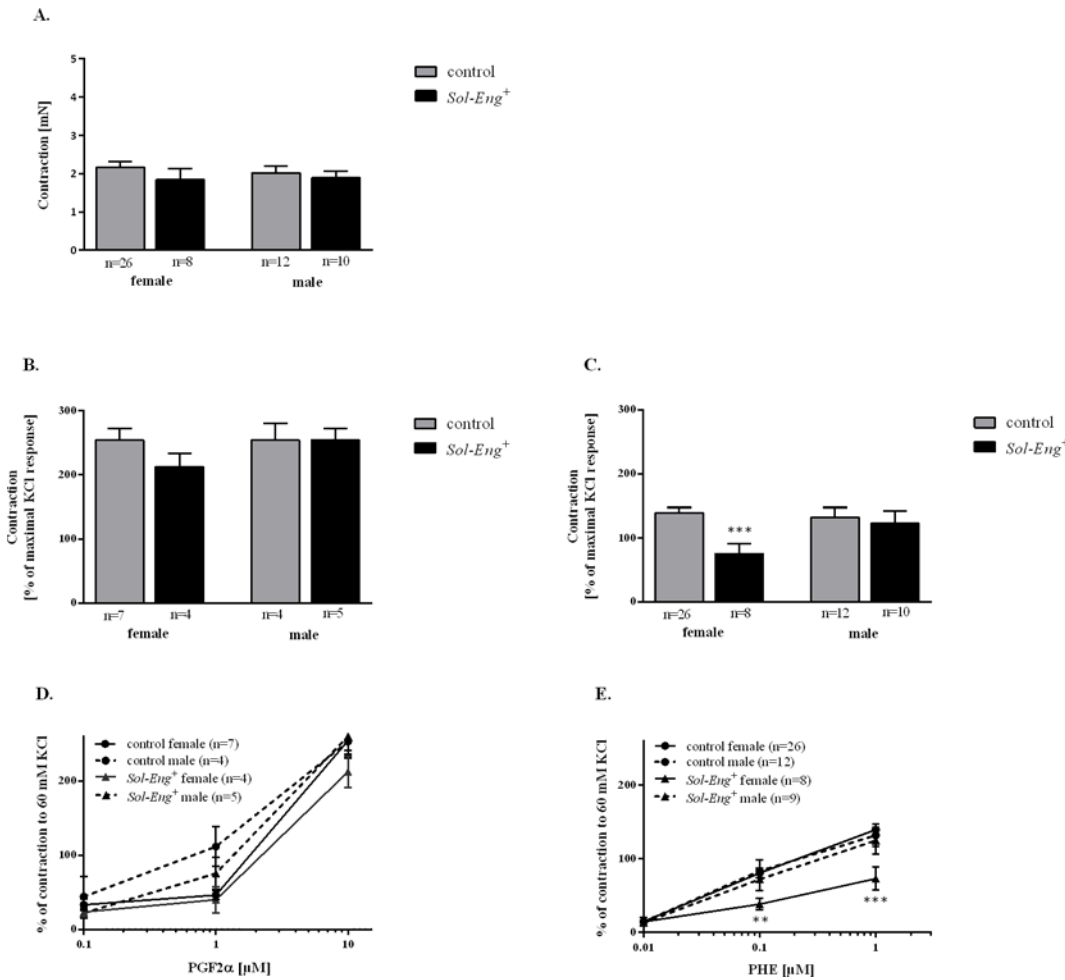 A.
Contraction [mN]
5
4
3
2
1
0
control
Sol-Eng+
n=26 n=8 n=12 n=10
female male
B.
Contraction
[% of maximal KCl response]
300
200
100
0
control
Sol-Eng+
n=7 n=4 n=4 n=5
female male
C.
Contraction
[% of maximal KCl response]
300
200
100
0
***
control
Sol-Eng+
n=26 n=8 n=12 n=10
female male
D.
% of contraction to 60 mM KCl
200
100
0
control female (n=7)
control male (n=4)
Sol-Eng+ female (n=4)
Sol-Eng+ male (n=5)
0.1 1 10
PGF2α [µM]
E.
% of contraction to 60 mM KCl
200
100
0
control female (n=26)
control male (n=12)
Sol-Eng+ female (n=8)
Sol-Eng+ male (n=9)
**
***
0.01 0.1 1
PHE [µM]